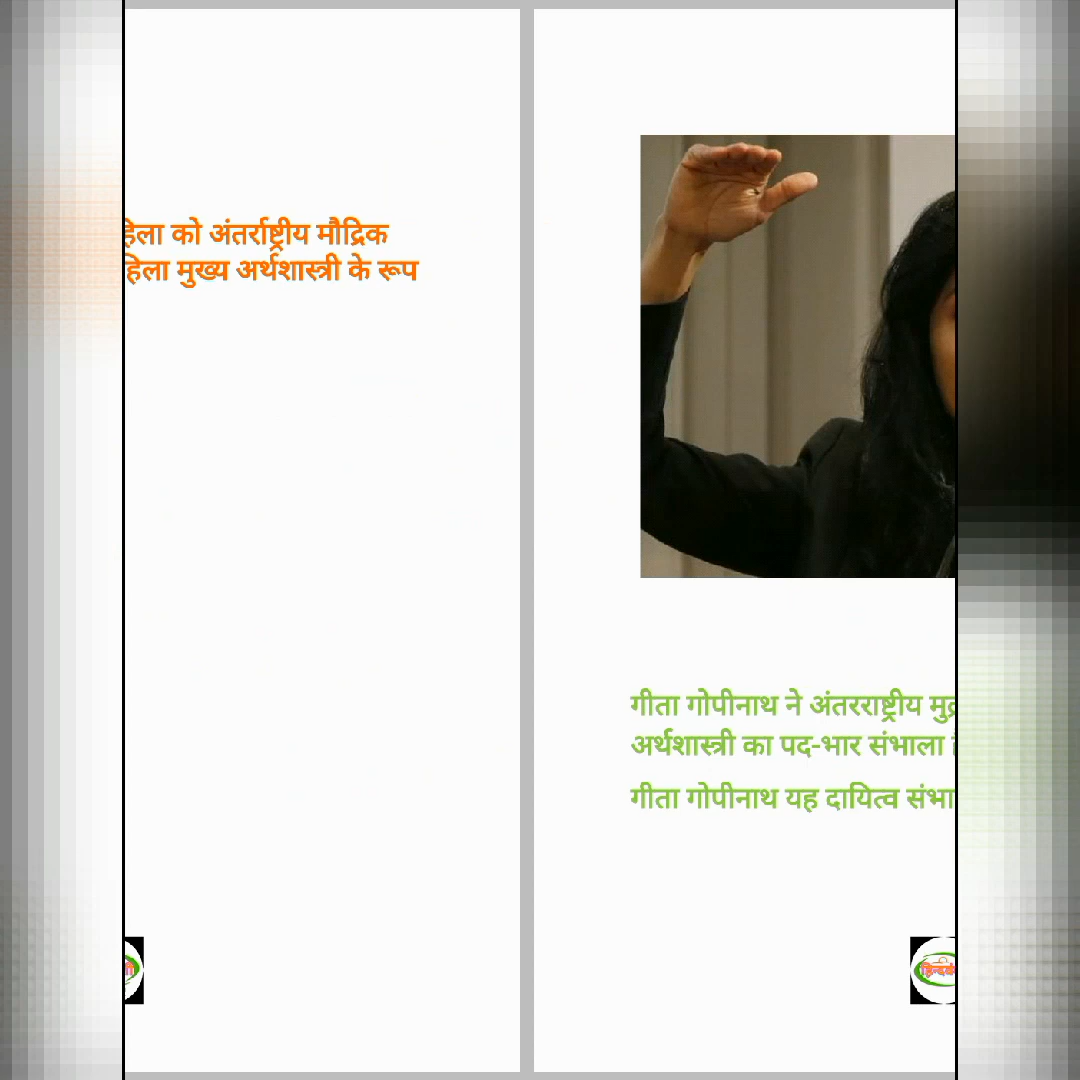 को अंतर्राष्ट्रीय मौद्रिक
मुख्य अर्थशास्त्री के रूप
गीता गोपीनाथ ने अंतरराष्ट्रीय
अर्थशास्त्री का पद-भार संभाला
गीता गोपीनाथ यह दायित्व